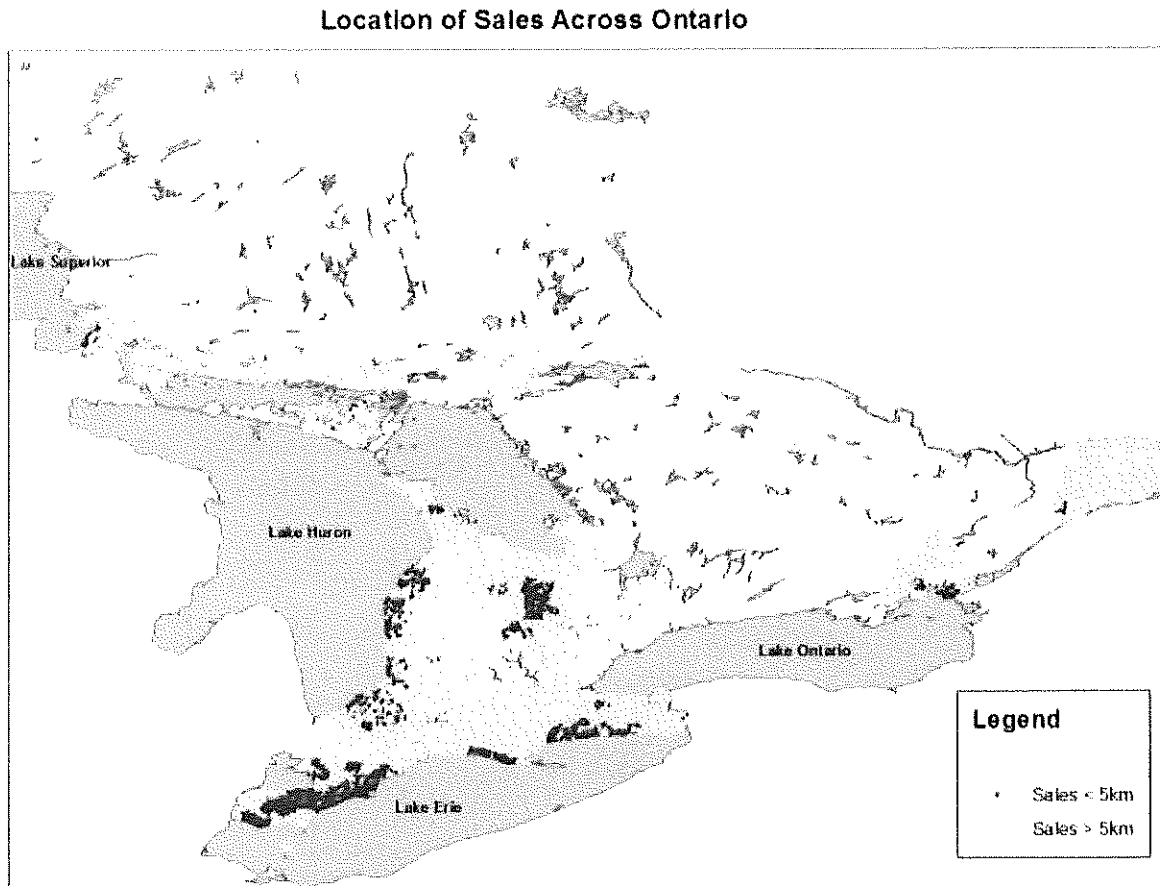 Location of Sales Across Ontario
Lake Superior
Lake Huron
Lake Ontario
Lake Erie
Legend
Sales < 5km
Sales > 5km